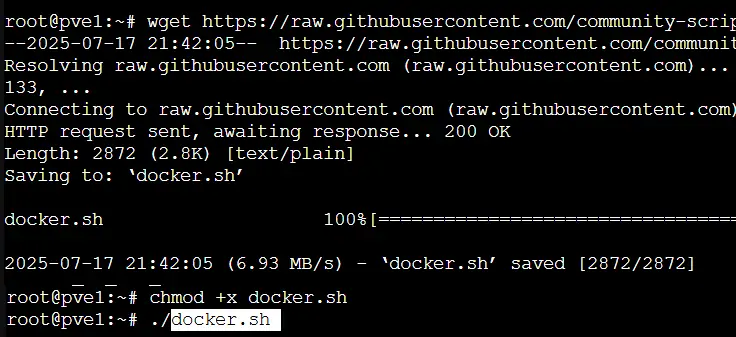 root@pve1:~# wget https://raw.githubusercontent.com/community-scrip
--2025-07-17 21:42:05--  https://raw.githubusercontent.com/communit
Resolving raw.githubusercontent.com (raw.githubusercontent.com)...
133, ...
Connecting to raw.githubusercontent.com (raw.githubusercontent.com)
HTTP request sent, awaiting response... 200 OK
Length: 2872 (2.8K) [text/plain]
Saving to: ‘docker.sh’
docker.sh                    100%[=================================
2025-07-17 21:42:05 (6.93 MB/s) - ‘docker.sh’ saved [2872/2872]
root@pve1:~# chmod +x docker.sh
root@pve1:~# ./docker.sh